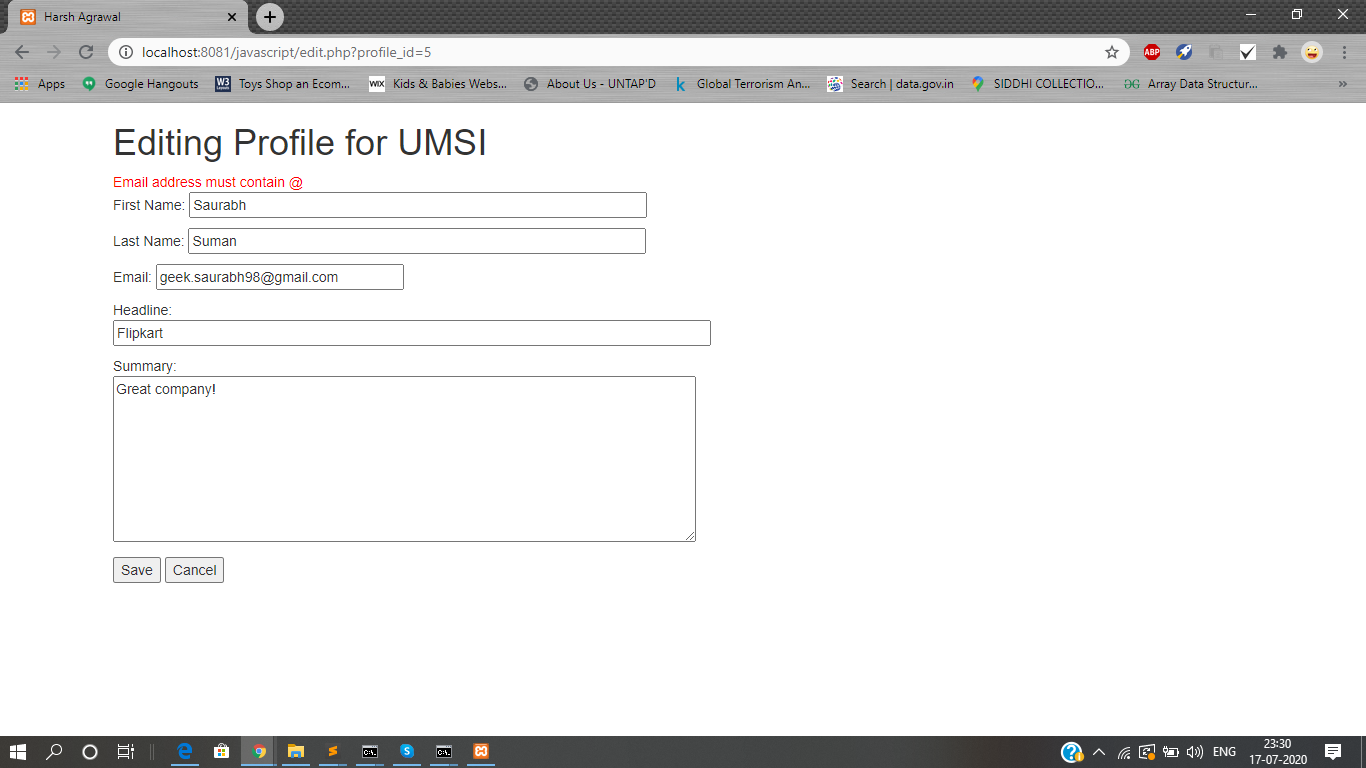 Harsh Agrawal
localhost:8081/javascript/edit.php?profile_id=5
ABP
Apps Google Hangouts W3 Toys Shop an Ecom... WIX Kids & Babies Webs... About Us - UNTAP'D k Global Terrorism An... Search | data.gov.in SIDDHI COLLECTIO... Array Data Structur... »
Editing Profile for UMSI
Email address must contain @
First Name: Saurabh
Last Name: Suman
Email: geek.saurabh98@gmail.com
Headline:
Flipkart
Summary:
Great company!
Save Cancel
ENG
23:30
17-07-2020